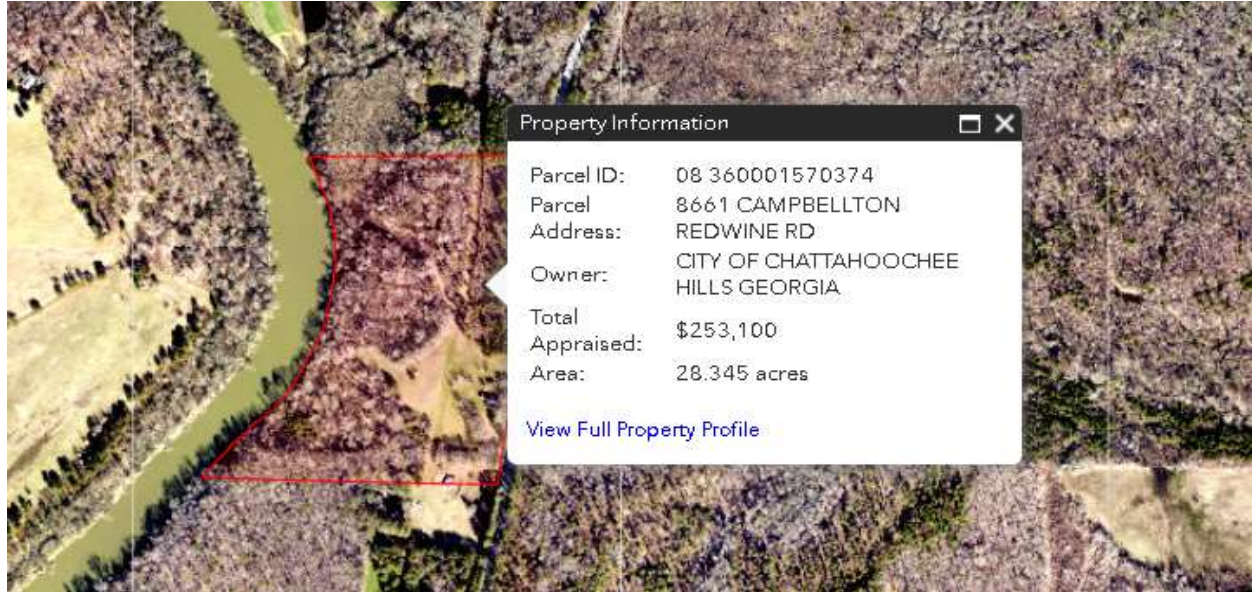 Property Information
Parcel ID: 08 360001570374
Parcel 8661 CAMPBELLTON
Address: REDWINE RD
Owner: CITY OF CHATTAHOOCHEE
HILLS GEORGIA
Total
Appraised: $253,100
Area: 28.345 acres
View Full Property Profile